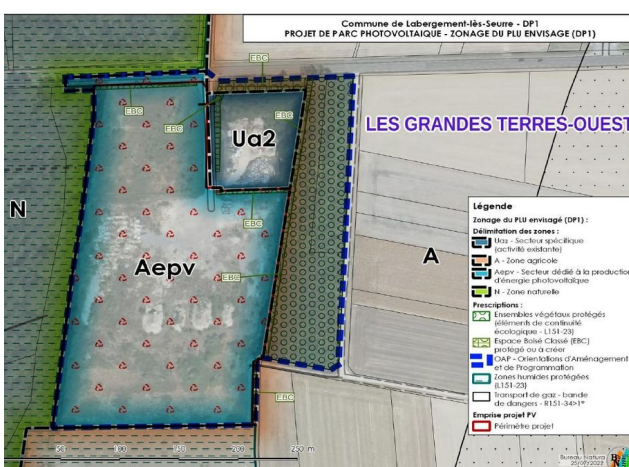 Commune de Labergement-lès-Seurre - DP1
PROJET DE PARC PHOTOVOLTAIQUE - ZONAGE DU PLU ENVISAGE (DP1)
EBC
EBC
EBC
EBC
Ua2
LES GRANDES TERRES-OUEST
N
EBC
A
Aepv
EBC
EBC
Légende
Zonage du PLU envisagé (DP1) :
Délimitation des zones :
Ua2 - Secteur spécifique
(activité existante)
A - Zone agricole
Aepv - Secteur dédié à la production
d'énergie photovoltaïque
N - Zone naturelle
Prescriptions :
Ensembles végétaux protégés
(éléments de continuité
écologique - L151-23)
Espace Boisé Classé (EBC)
protégé ou à créer
OAP - Orientations d'Aménagement
et de Programmation
Zones humides protégées
(L151-23)
Transport de gaz - bande
de dangers - R151-34>1°
Emprise projet PV
Périmètre projet
50 100 150 200 250 m
Bureau Natura
25/07/2023